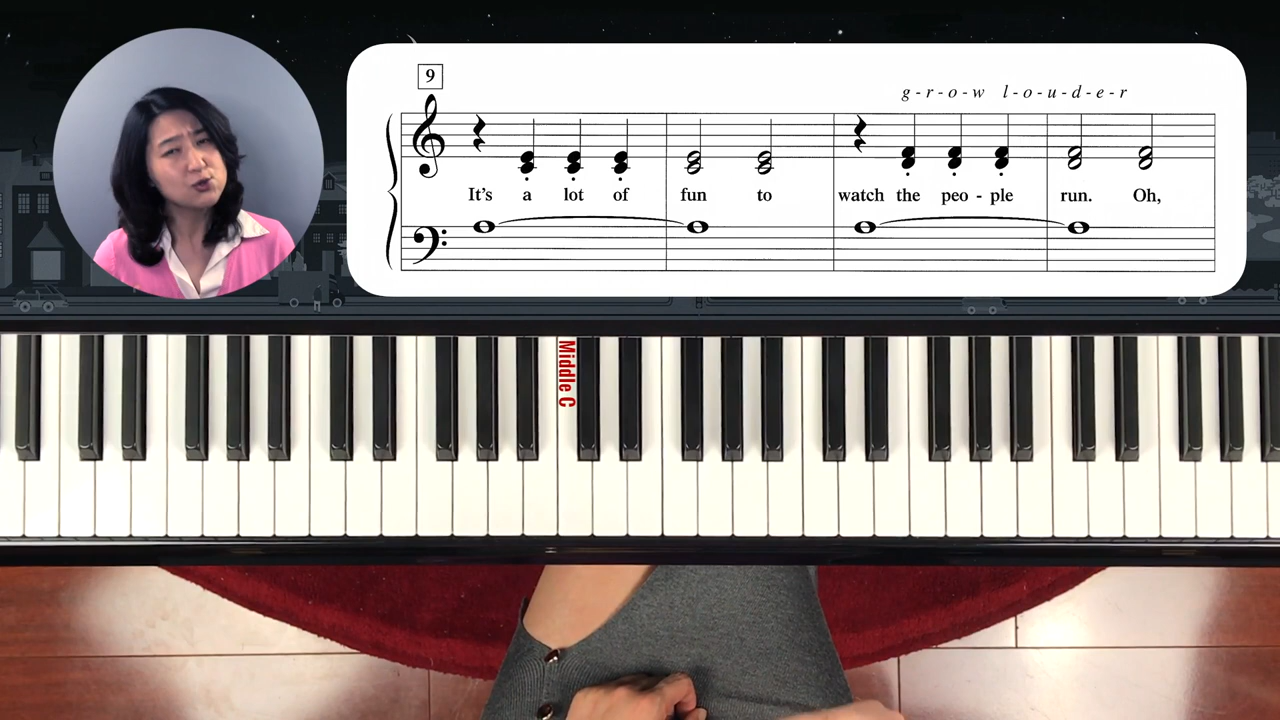 9
g-r-o-w l-o-u-d-e-r
It's a lot of fun to watch the peo - ple run. Oh,
Middle C